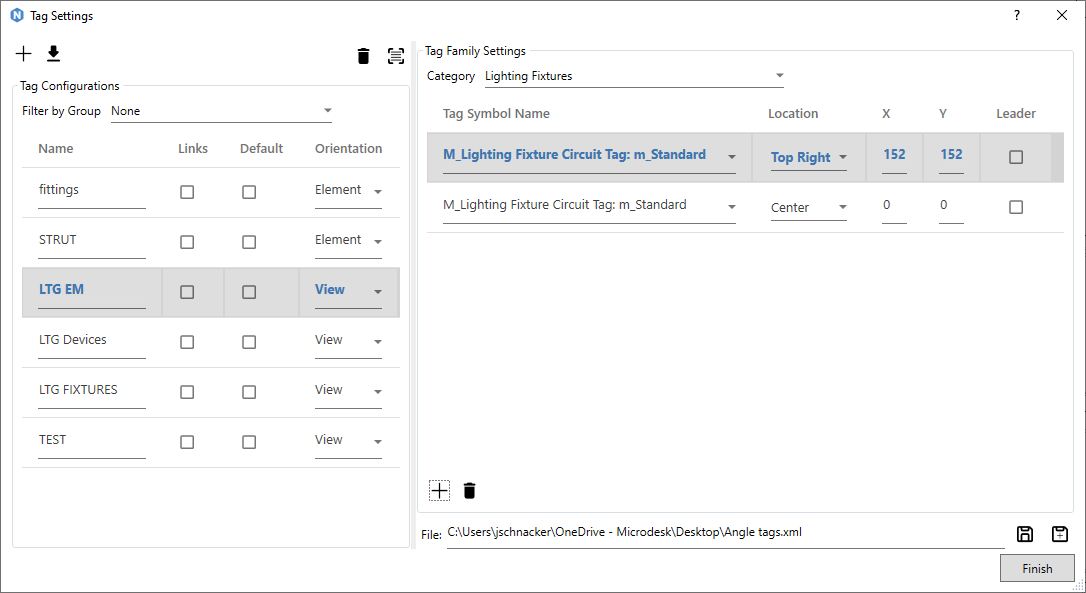 Tag Settings
?
Tag Configurations
Filter by Group None
Name Links Default Orientation
fittings Element
STRUT Element
LTG EM View
LTG Devices View
LTG FIXTURES View
TEST View
Tag Family Settings
Category Lighting Fixtures
Tag Symbol Name Location X Y Leader
M_Lighting Fixture Circuit Tag: m_Standard Top Right 152 152
M_Lighting Fixture Circuit Tag: m_Standard Center 0 0
File: C:\Users\jschnacker\OneDrive - Microdesk\Desktop\Angle tags.xml
Finish